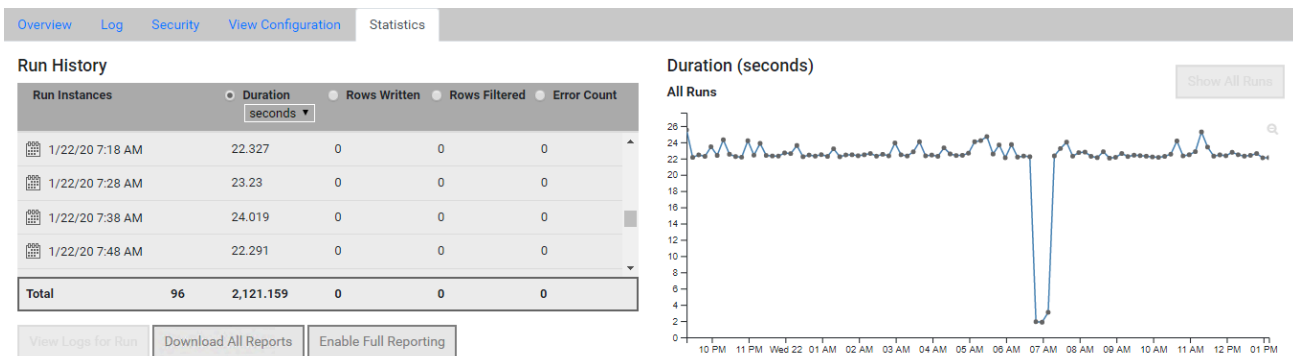 Overview Log Security View Configuration Statistics
Run History
Run Instances Duration Rows Written Rows Filtered Error Count
seconds
1/22/20 7:18 AM 22.327 0 0 0
1/22/20 7:28 AM 23.23 0 0 0
1/22/20 7:38 AM 24.019 0 0 0
1/22/20 7:48 AM 22.291 0 0 0
Total 96 2,121.159 0 0 0
View Logs for Run Download All Reports Enable Full Reporting
Duration (seconds)
Show All Runs
All Runs
26
24
22
20
18
16
14
12
10
8
6
4
2
0
10 PM 11 PM Wed 22 01 AM 02 AM 03 AM 04 AM 05 AM 06 AM 07 AM 08 AM 09 AM 10 AM 11 AM 12 PM 01 PM